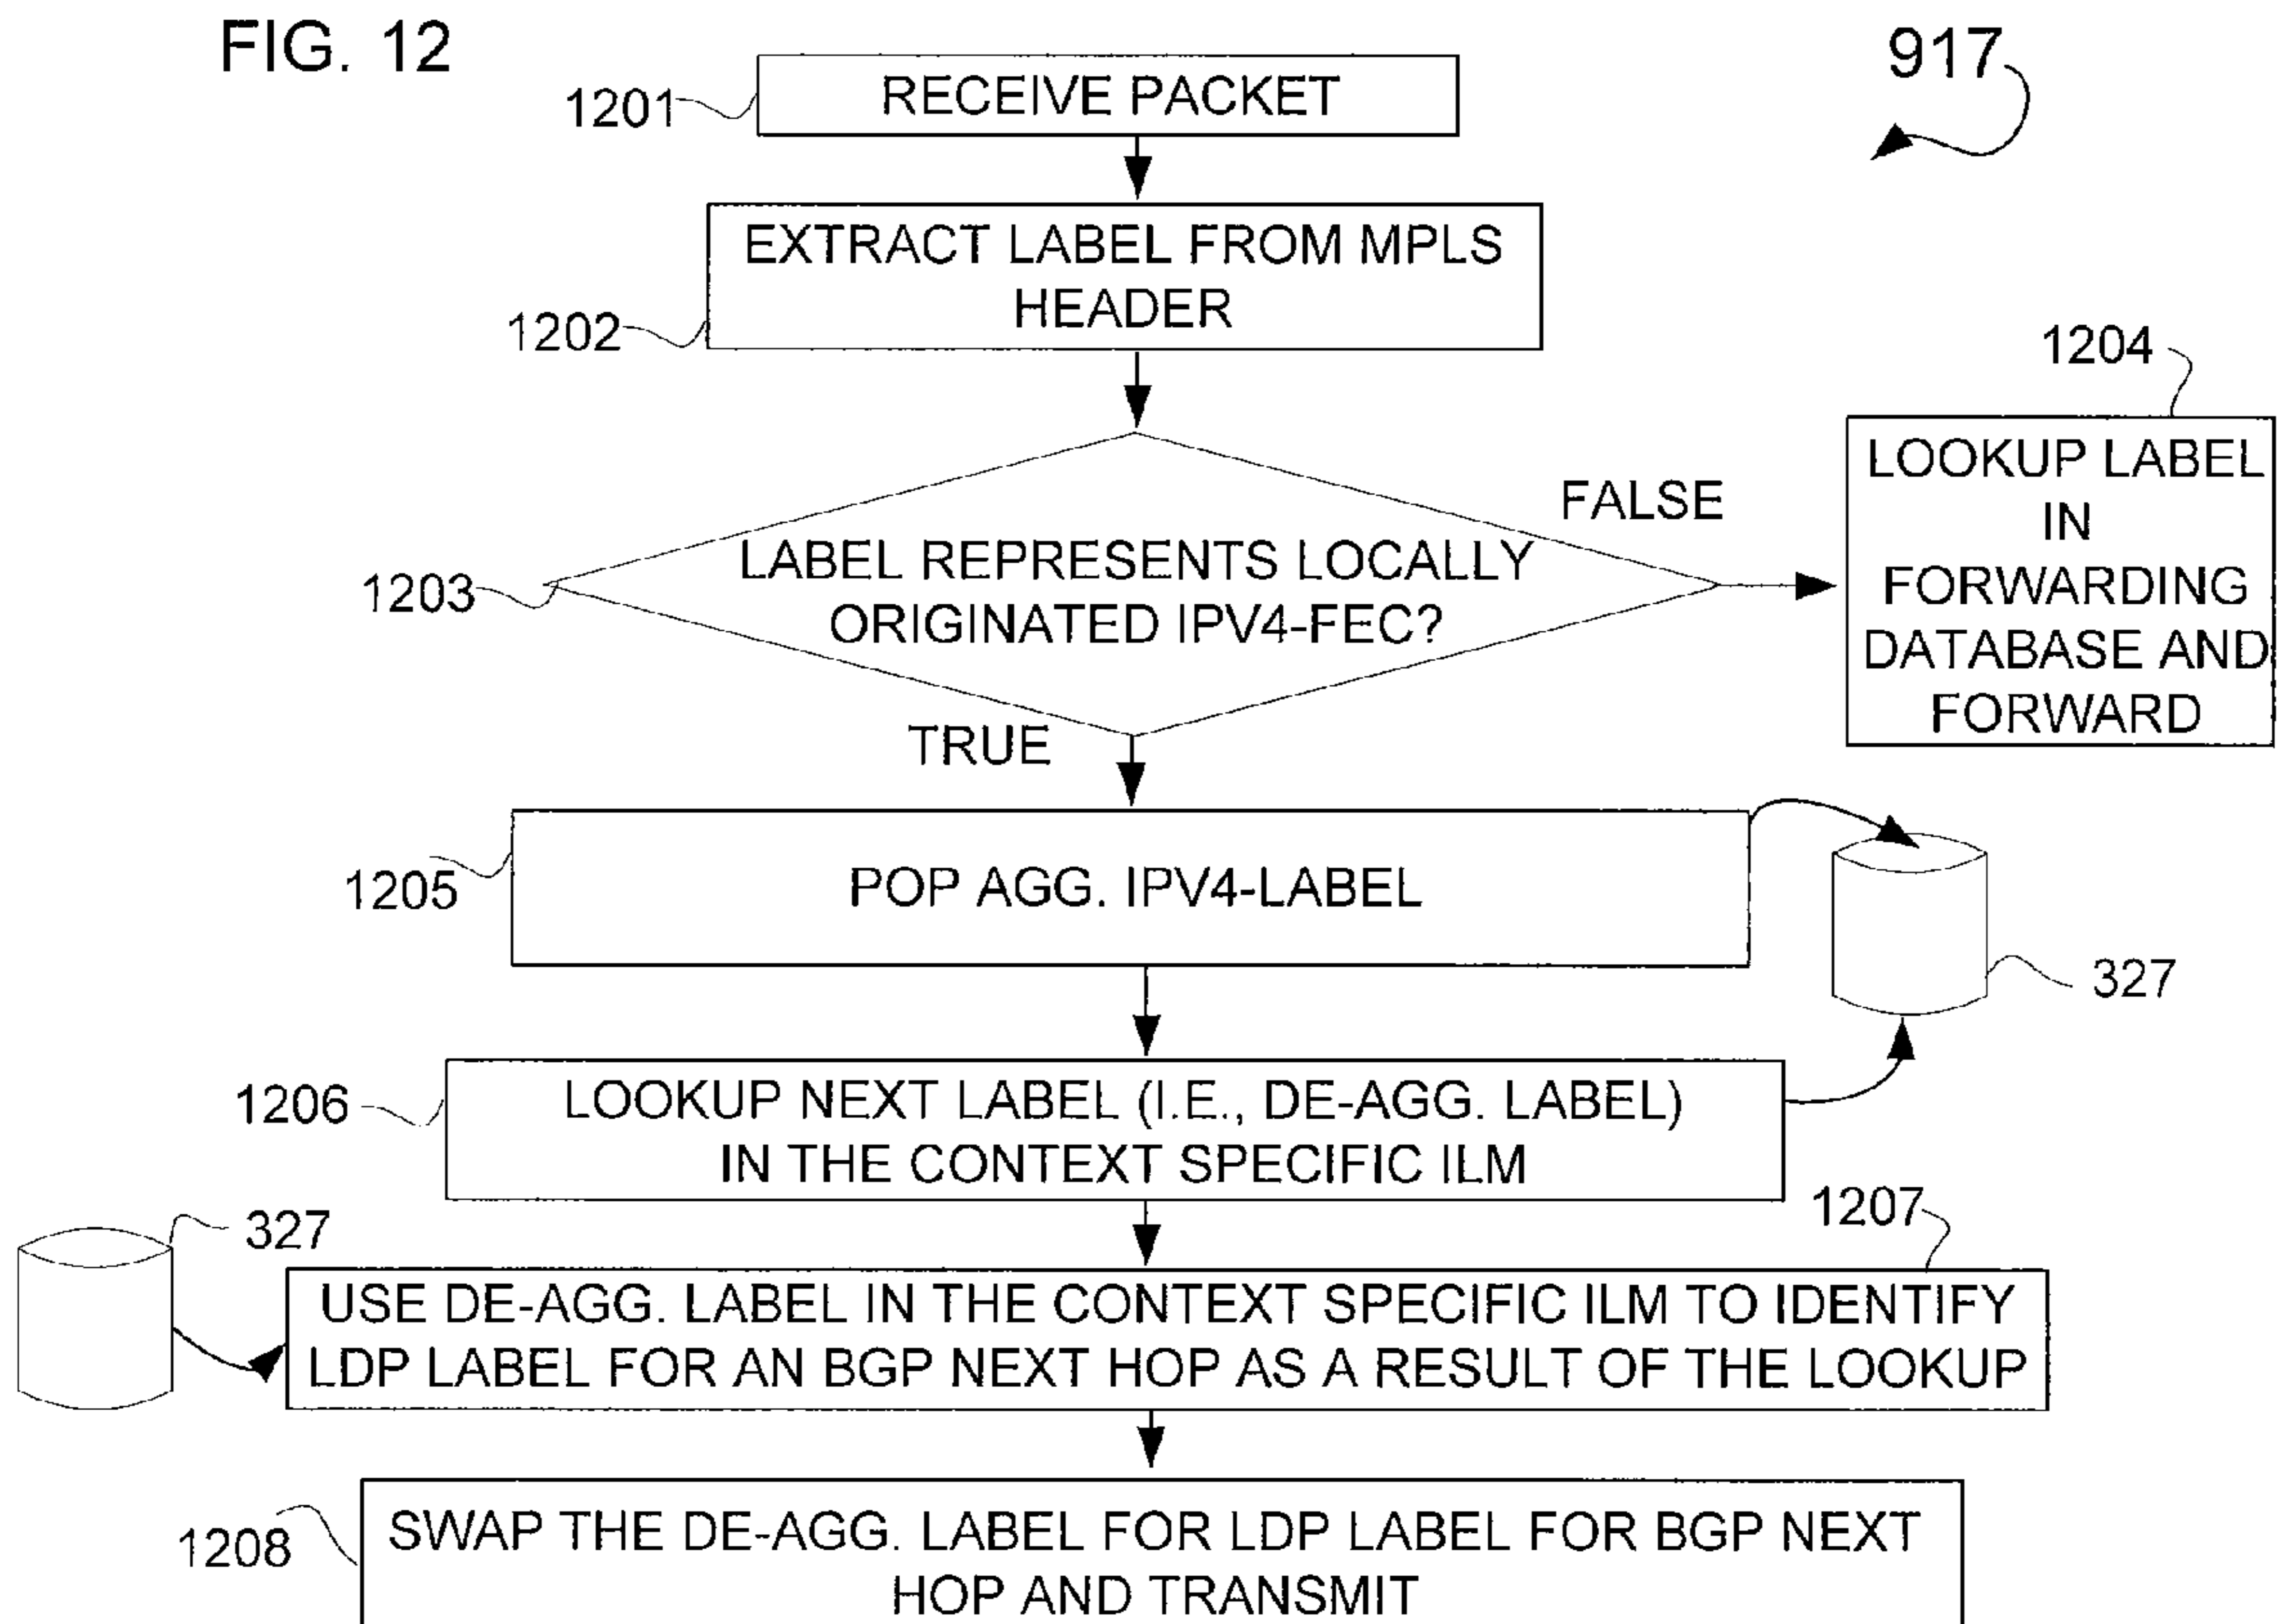 FIG. 12
917
RECEIVE PACKET
1201
EXTRACT LABEL FROM MPLS
HEADER
1202
1204
LOOKUP LABEL
IN
FORWARDING
DATABASE AND
FORWARD
FALSE
LABEL REPRESENTS LOCALLY
ORIGINATED IPV4-FEC?
1203
TRUE
POP AGG. IPV4-LABEL
1205
327
LOOKUP NEXT LABEL (I.E., DE-AGG. LABEL)
IN THE CONTEXT SPECIFIC ILM
1206
1207
327
USE DE-AGG. LABEL IN THE CONTEXT SPECIFIC ILM TO IDENTIFY
LDP LABEL FOR AN BGP NEXT HOP AS A RESULT OF THE LOOKUP
SWAP THE DE-AGG. LABEL FOR LDP LABEL FOR BGP NEXT
HOP AND TRANSMIT
1208